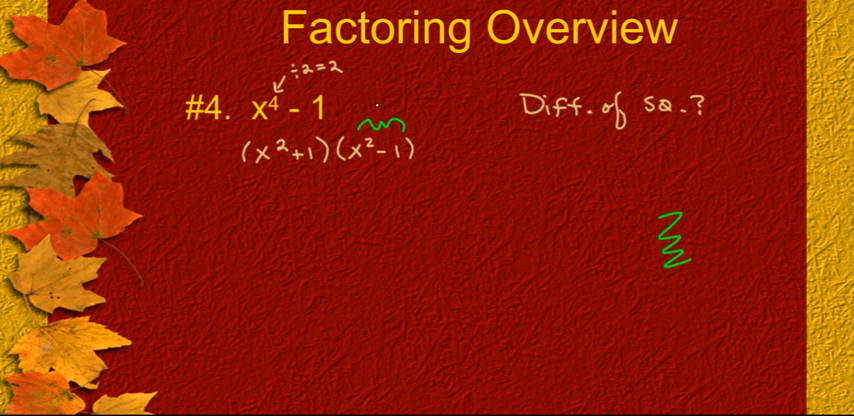 Factoring Overview
÷2=2
#4. x⁴ - 1 Diff. of sq.?
(x²+1)(x²-1)